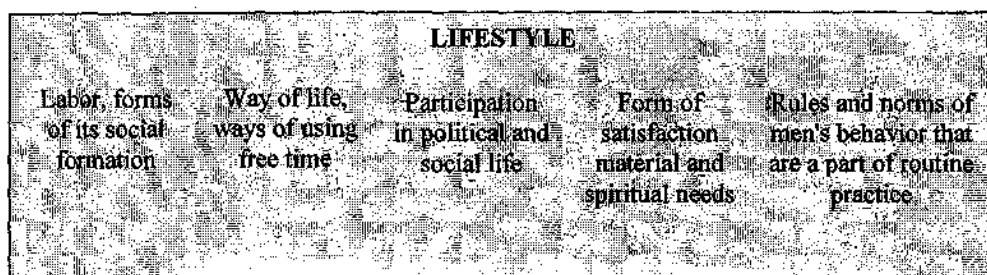 LIFESTYLE
Labor, forms
of its social
formation
Way of life,
ways of using
free time
Participation
in political and
social life
Form of
satisfaction
material and
spiritual needs
Rules and norms of
men's behavior that
are a part of routine
practice